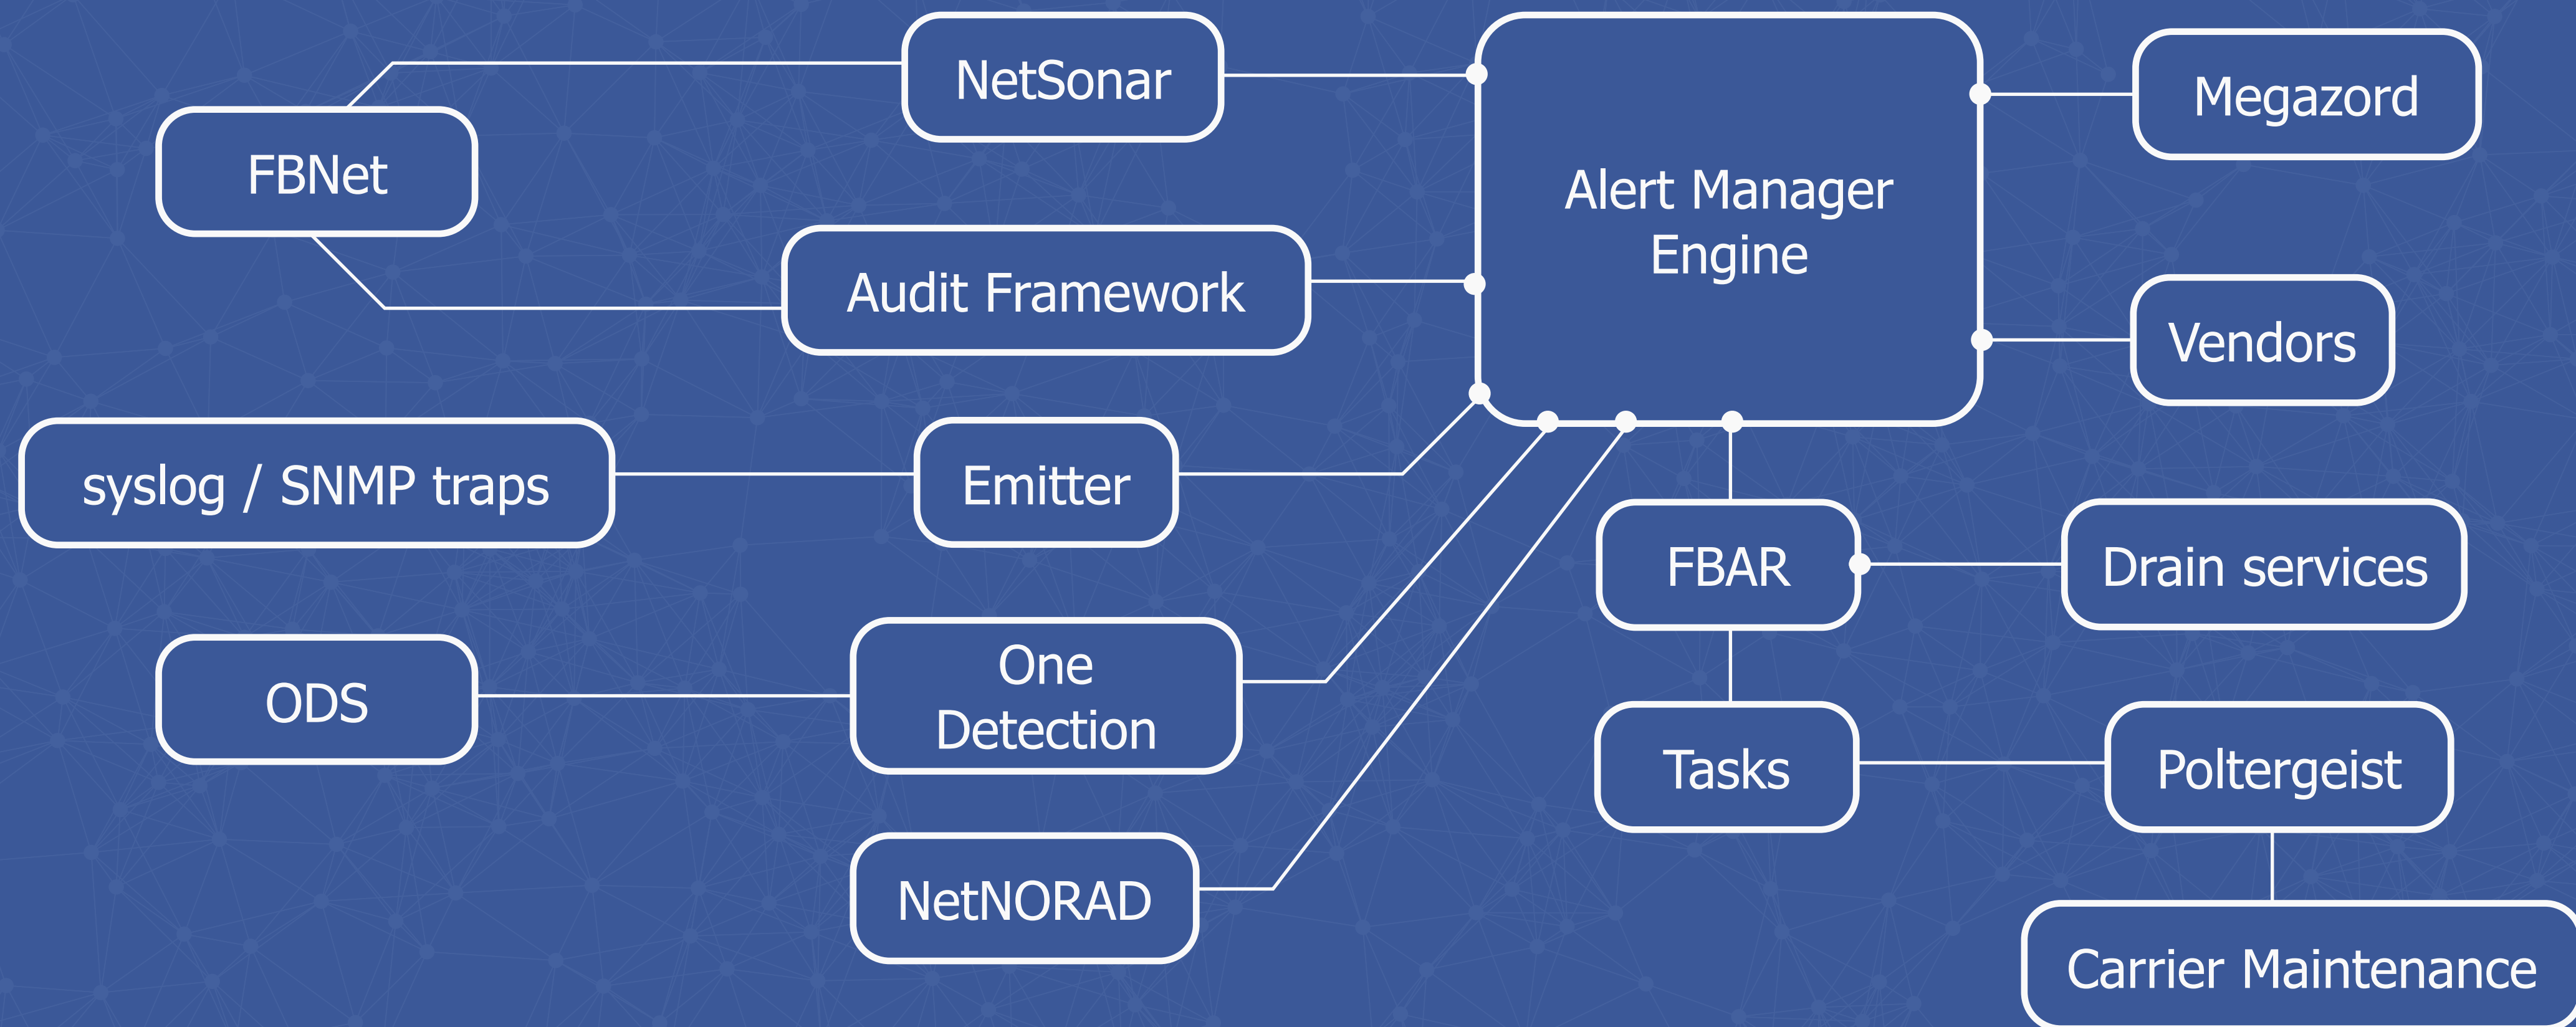 NetSonar
Megazord
FBNet
Alert Manager
Engine
Audit Framework
Vendors
syslog / SNMP traps
Emitter
FBAR
Drain services
ODS
One
Detection
Tasks
Poltergeist
NetNORAD
Carrier Maintenance